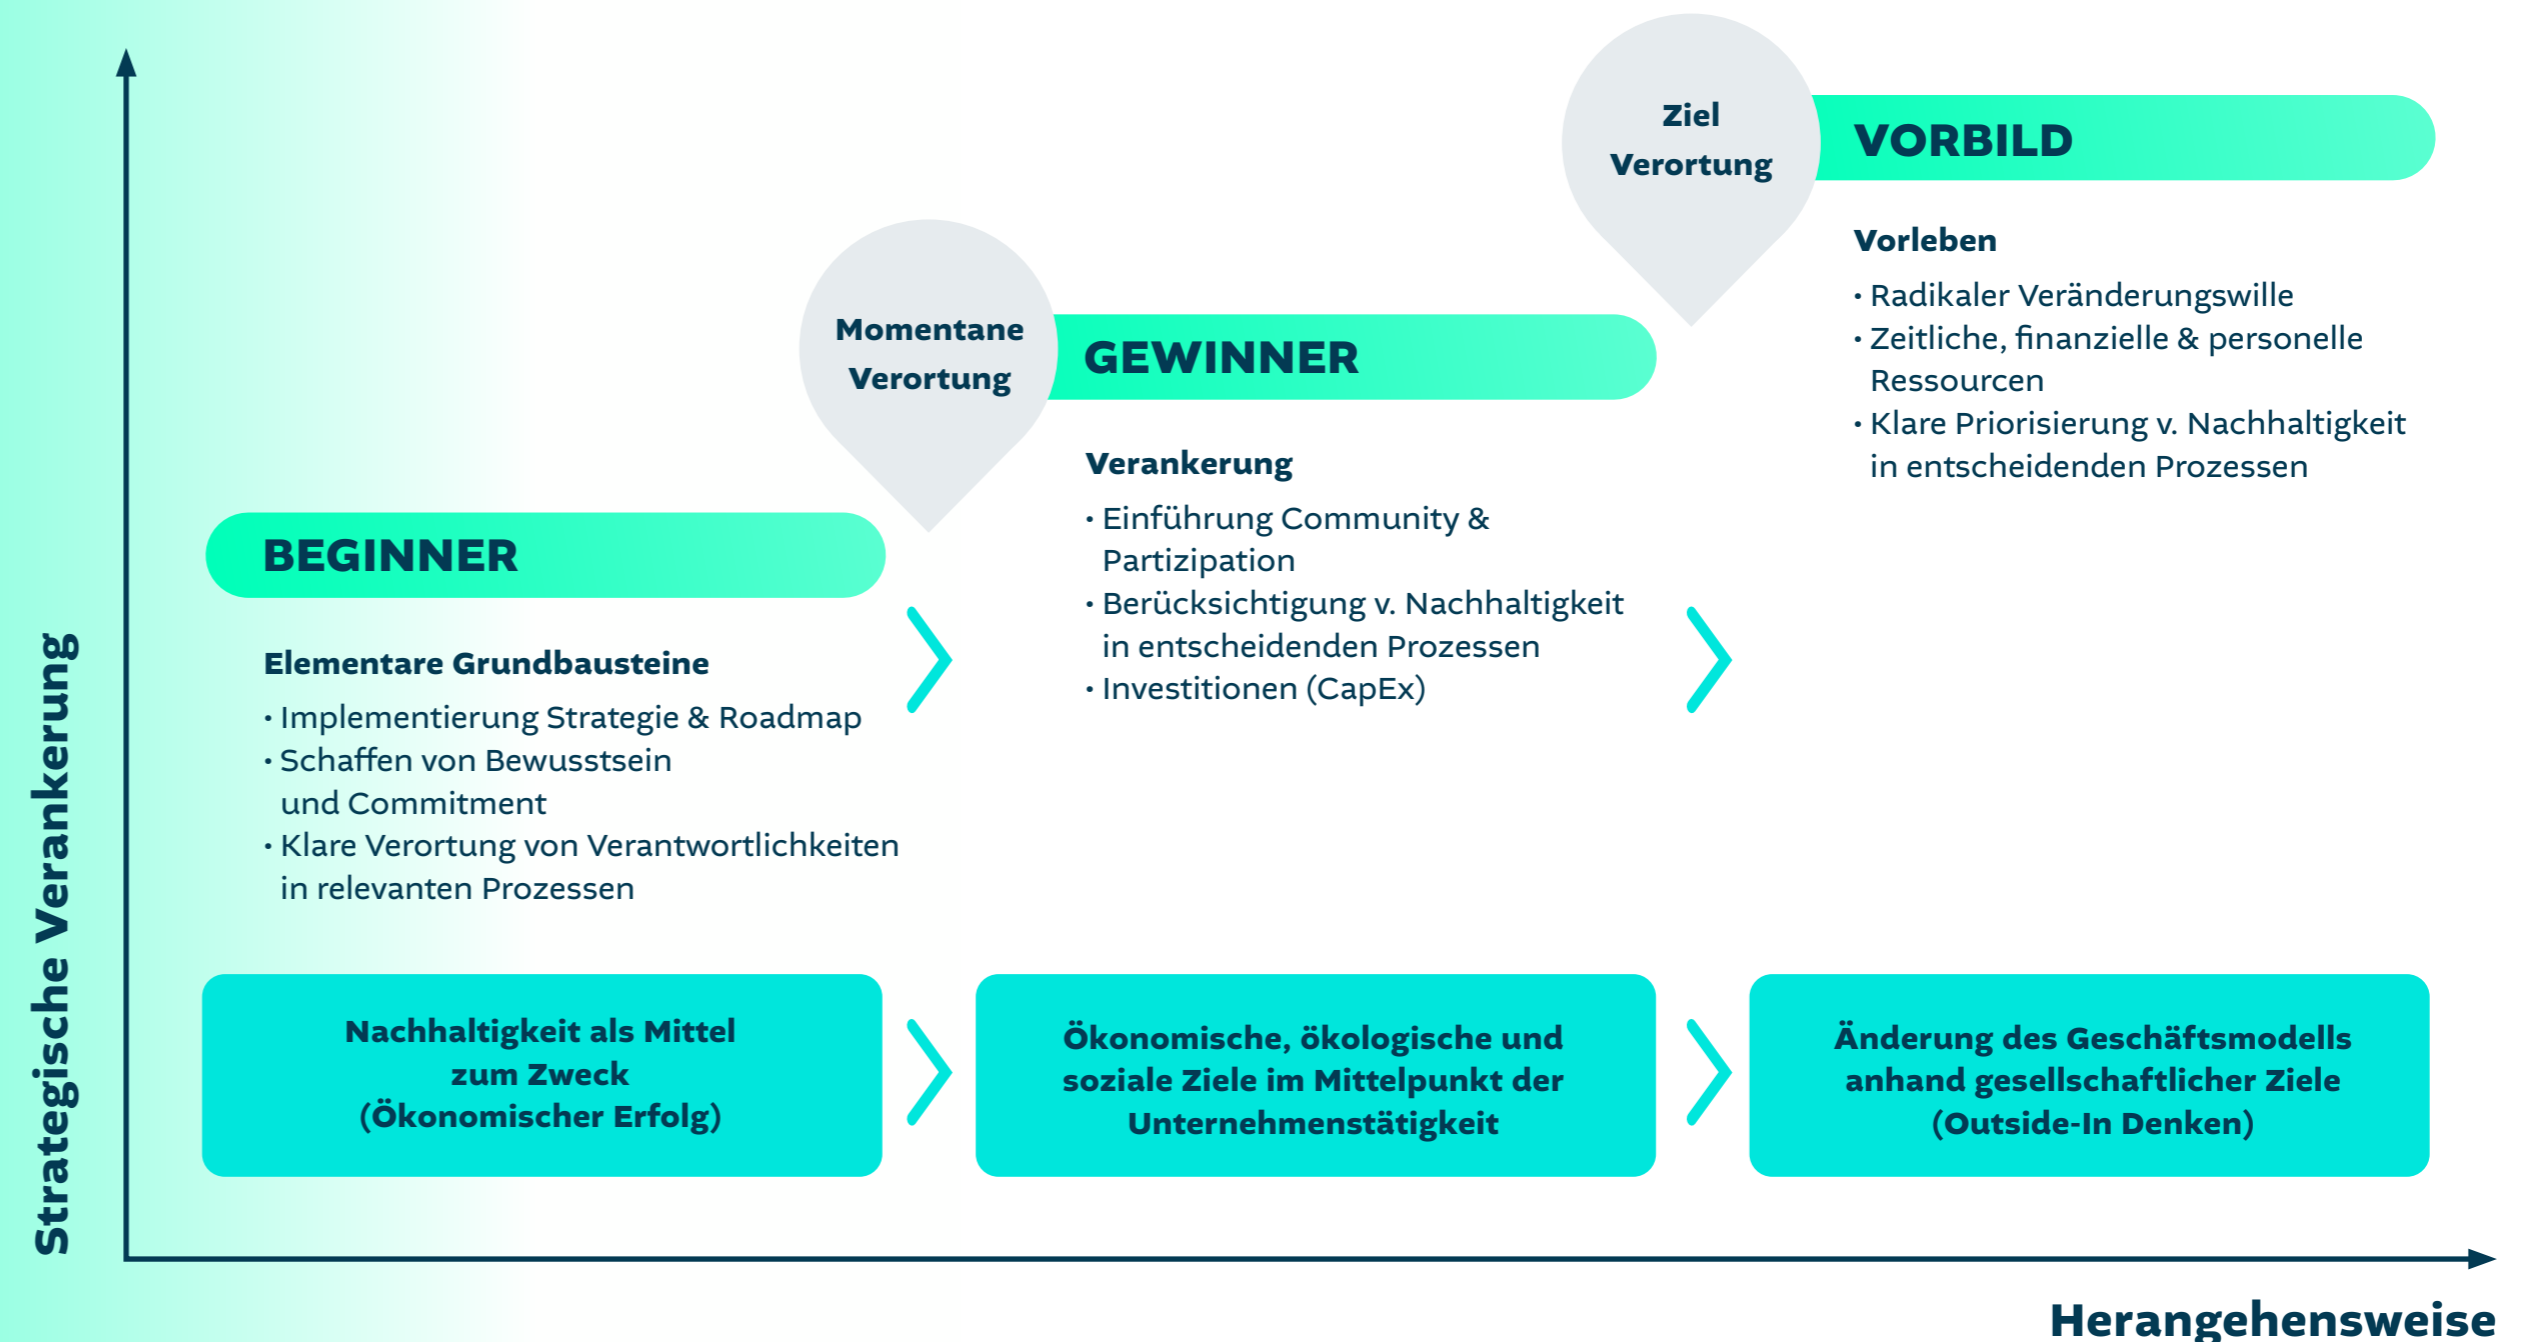 Strategische Verankerung
BEGINNER
Elementare Grundbausteine
• Implementierung Strategie & Roadmap
• Schaffen von Bewusstsein
und Commitment
• Klare Verortung von Verantwortlichkeiten
in relevanten Prozessen
Momentane
Verortung
GEWINNER
Verankerung
• Einführung Community &
Partizipation
• Berücksichtigung v. Nachhaltigkeit
in entscheidenden Prozessen
• Investitionen (CapEx)
Ziel
Verortung
VORBILD
Vorleben
• Radikaler Veränderungswille
• Zeitliche, finanzielle & personelle
Ressourcen
• Klare Priorisierung v. Nachhaltigkeit
in entscheidenden Prozessen
Nachhaltigkeit als Mittel
zum Zweck
(Ökonomischer Erfolg)
Ökonomische, ökologische und
soziale Ziele im Mittelpunkt der
Unternehmenstätigkeit
Änderung des Geschäftsmodells
anhand gesellschaftlicher Ziele
(Outside-In Denken)
Herangehensweise